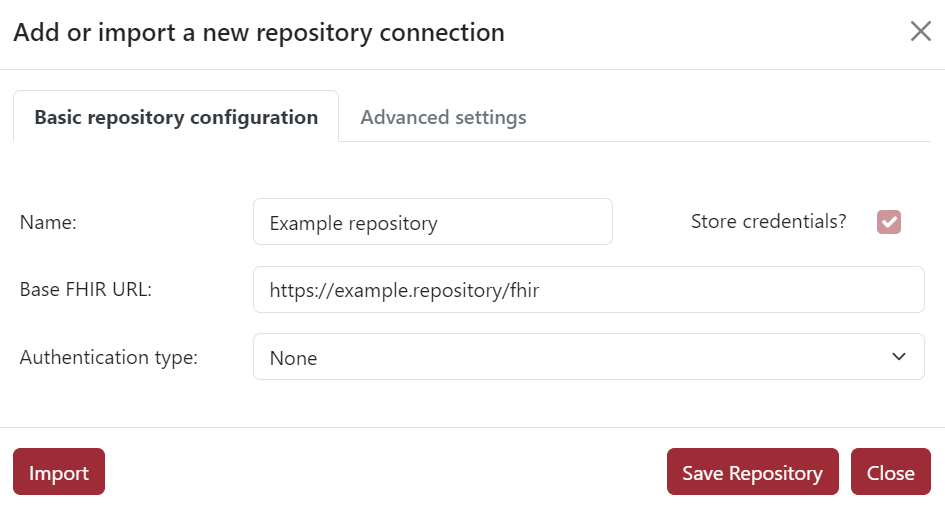 Add or import a new repository connection
Basic repository configuration
Advanced settings
Name:
Example repository
Store credentials?
Base FHIR URL:
https://example.repository/fhir
Authentication type:
None
Import
Save Repository
Close